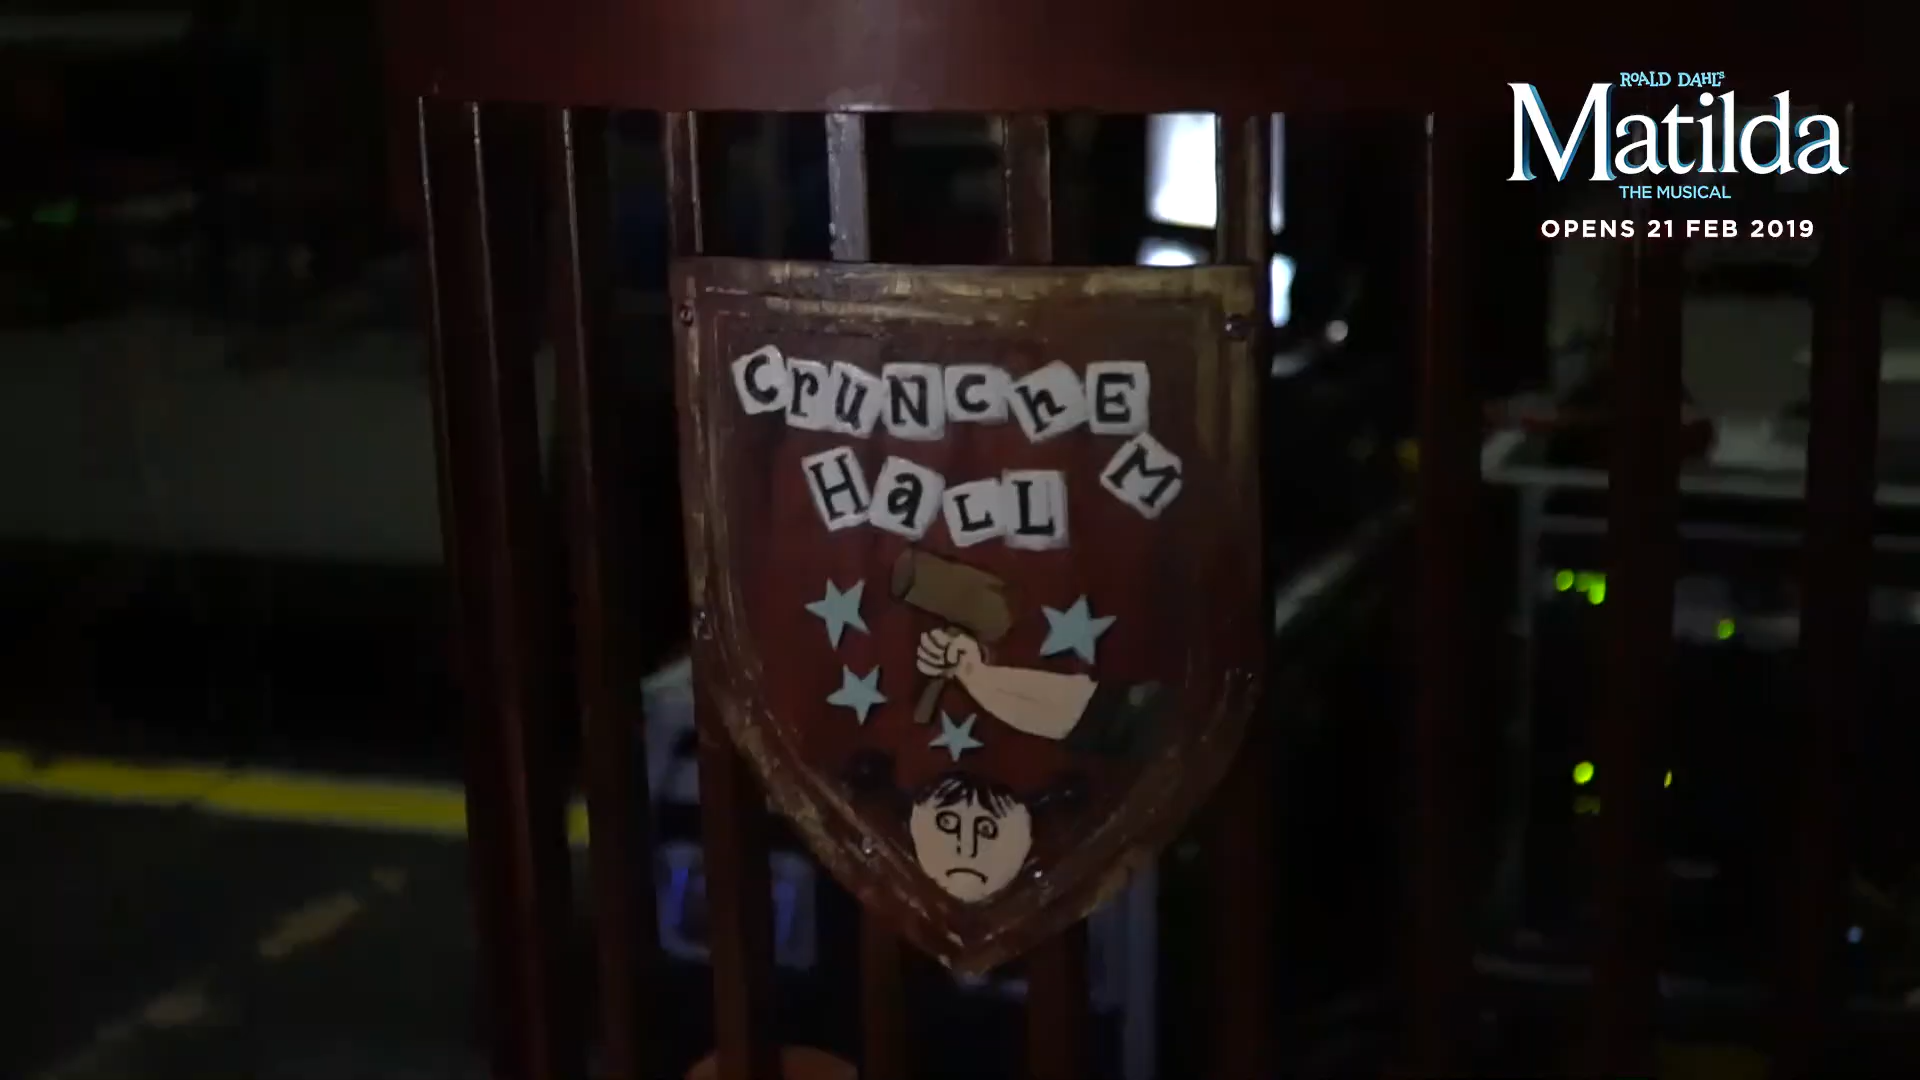 ROALD DAHL'S
Matilda
THE MUSICAL
OPENS 21 FEB 2019
CrUNChEM
HaLL